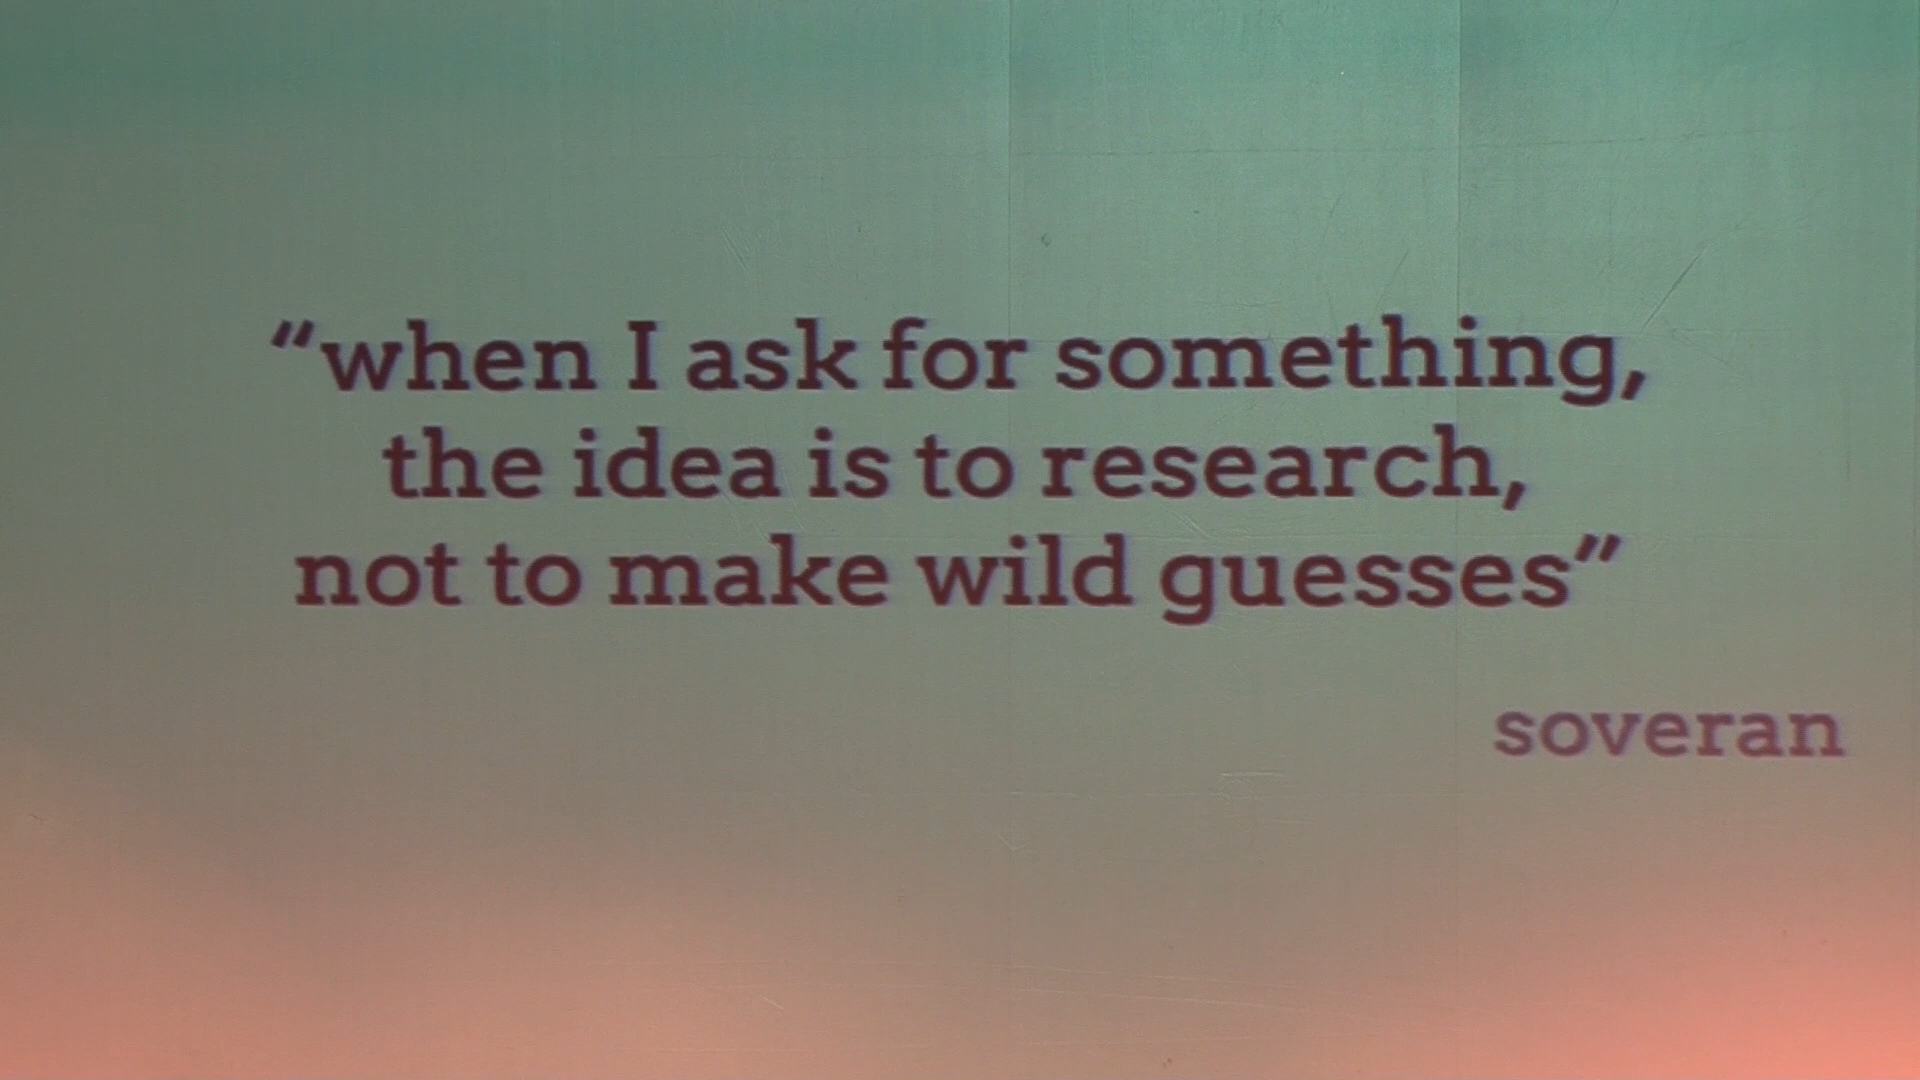 “when I ask for something,
the idea is to research,
not to make wild guesses”
soveran